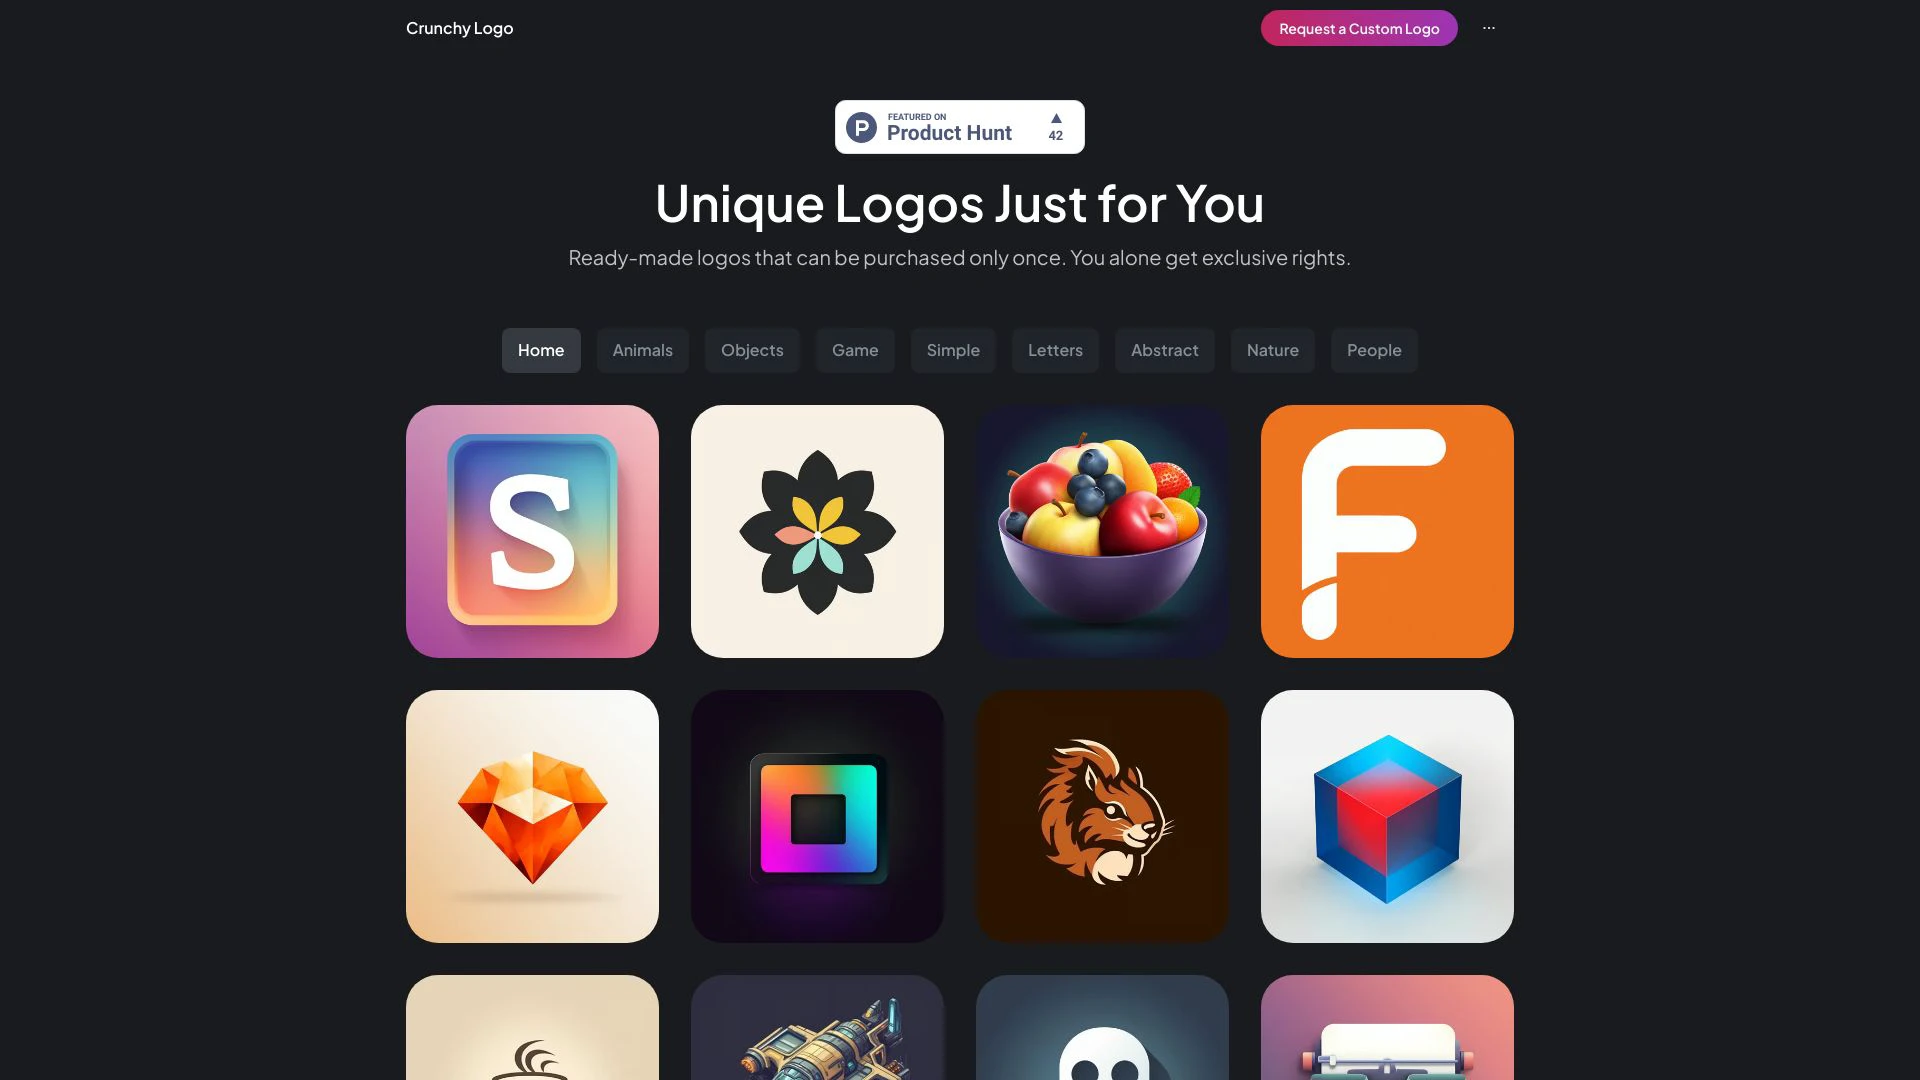 Crunchy Logo
Request a Custom Logo
···
FEATURED ON
P
Product Hunt
42
Unique Logos Just for You
Ready-made logos that can be purchased only once. You alone get exclusive rights.
Home
Animals
Objects
Game
Simple
Letters
Abstract
Nature
People
S
F